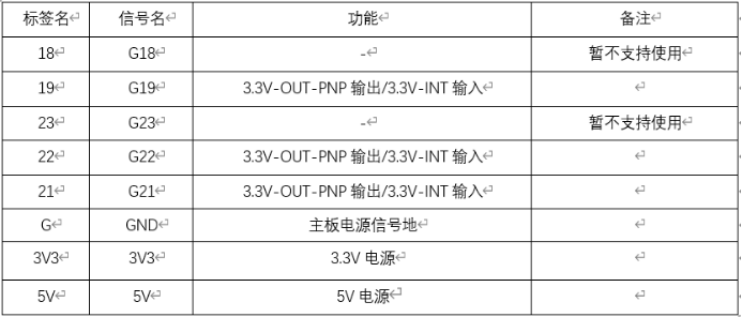 标签名 信号名 功能 备注
18 G18 - 暂不支持使用
19 G19 3.3V-OUT-PNP 输出/3.3V-INT 输入
23 G23 - 暂不支持使用
22 G22 3.3V-OUT-PNP 输出/3.3V-INT 输入
21 G21 3.3V-OUT-PNP 输出/3.3V-INT 输入
G GND 主板电源信号地
3V3 3V3 3.3V 电源
5V 5V 5V 电源